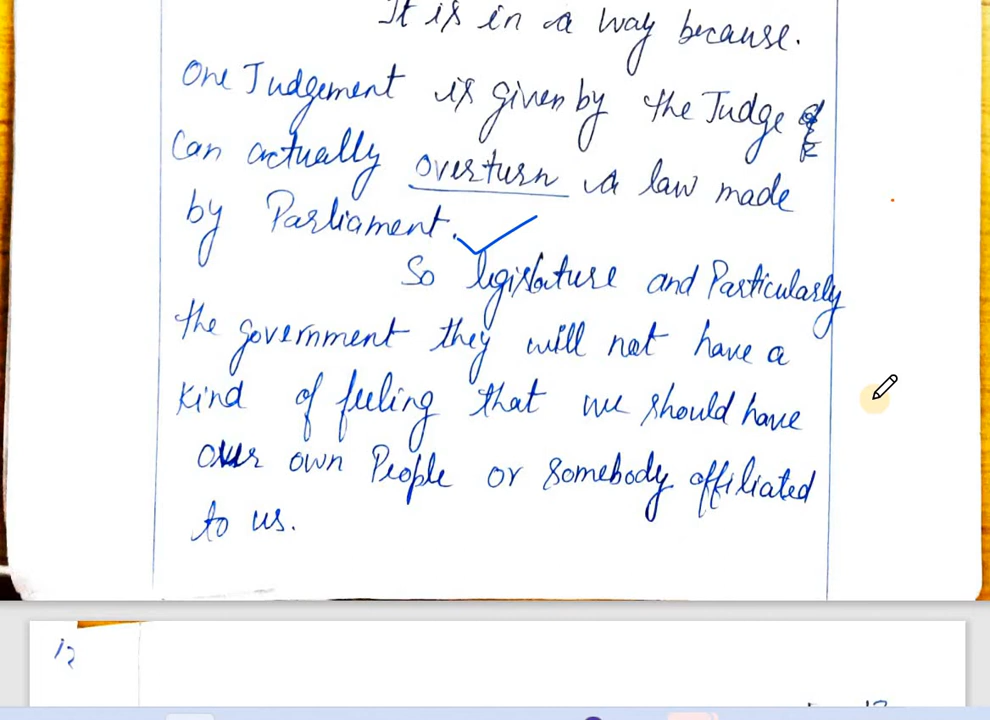 It is in a way because.
One Judgement is given by the Judge
Can actually overturn a law made
by Parliament.
So legislature and Particularly
the government they will not have a
kind of feeling that we should have
our own People or somebody affiliated
to us.
12